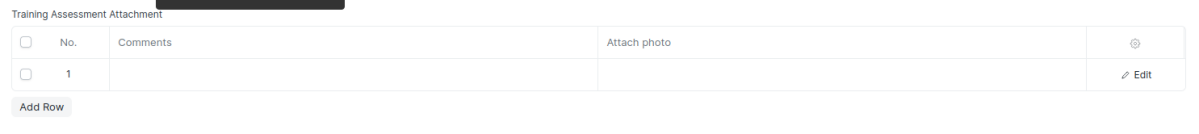 Training Assessment Attachment
No. Comments Attach photo
1 Edit
Add Row